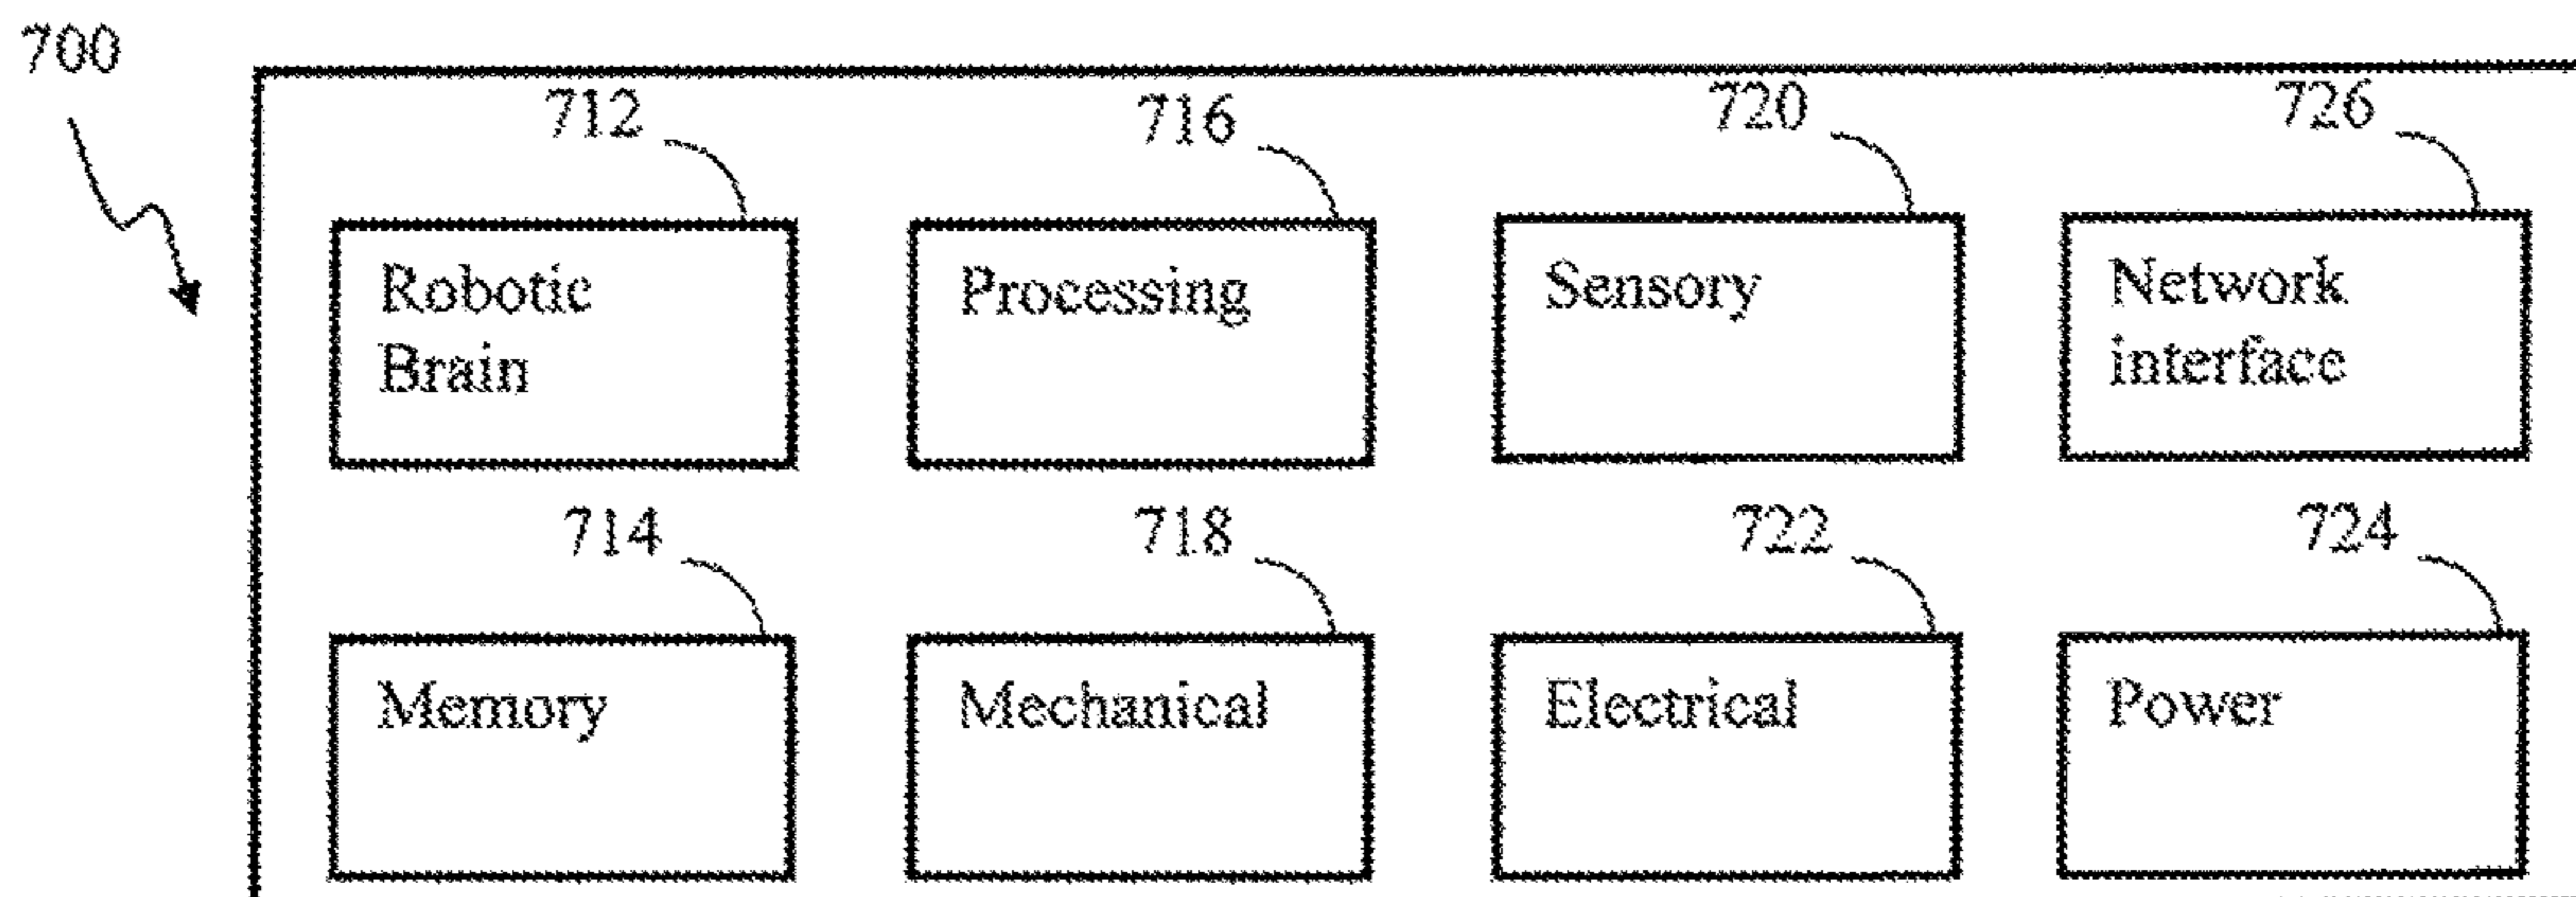 700
712
716
720
726
Robotic
Brain
Processing
Sensory
Network
interface
714
718
722
724
Memory
Mechanical
Electrical
Power